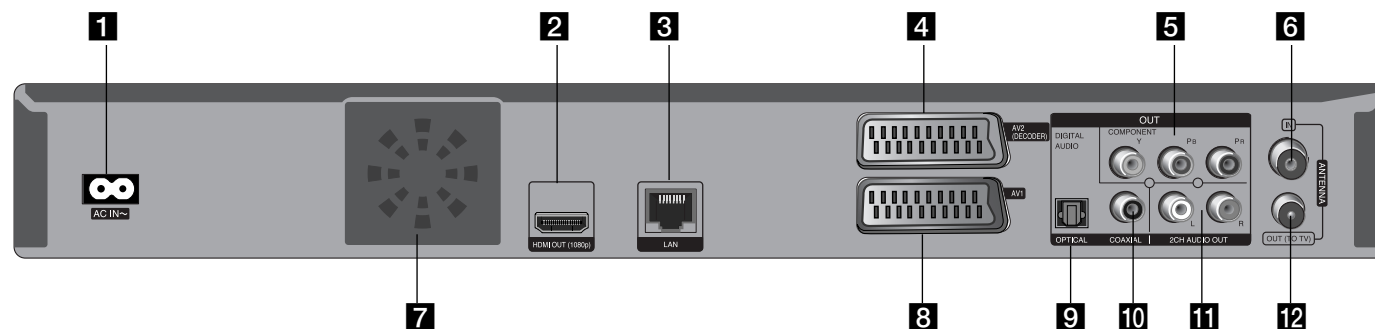 1 2 3 4 5 6
AC IN~
HDMI OUT (1080p)
LAN
AV2
(DECODER)
AV1
OUT
DIGITAL
AUDIO
COMPONENT
Y PB PR
L R
OPTICAL COAXIAL 2CH AUDIO OUT
IN
ANTENNA
OUT (TO TV)
7 8 9 10 11 12